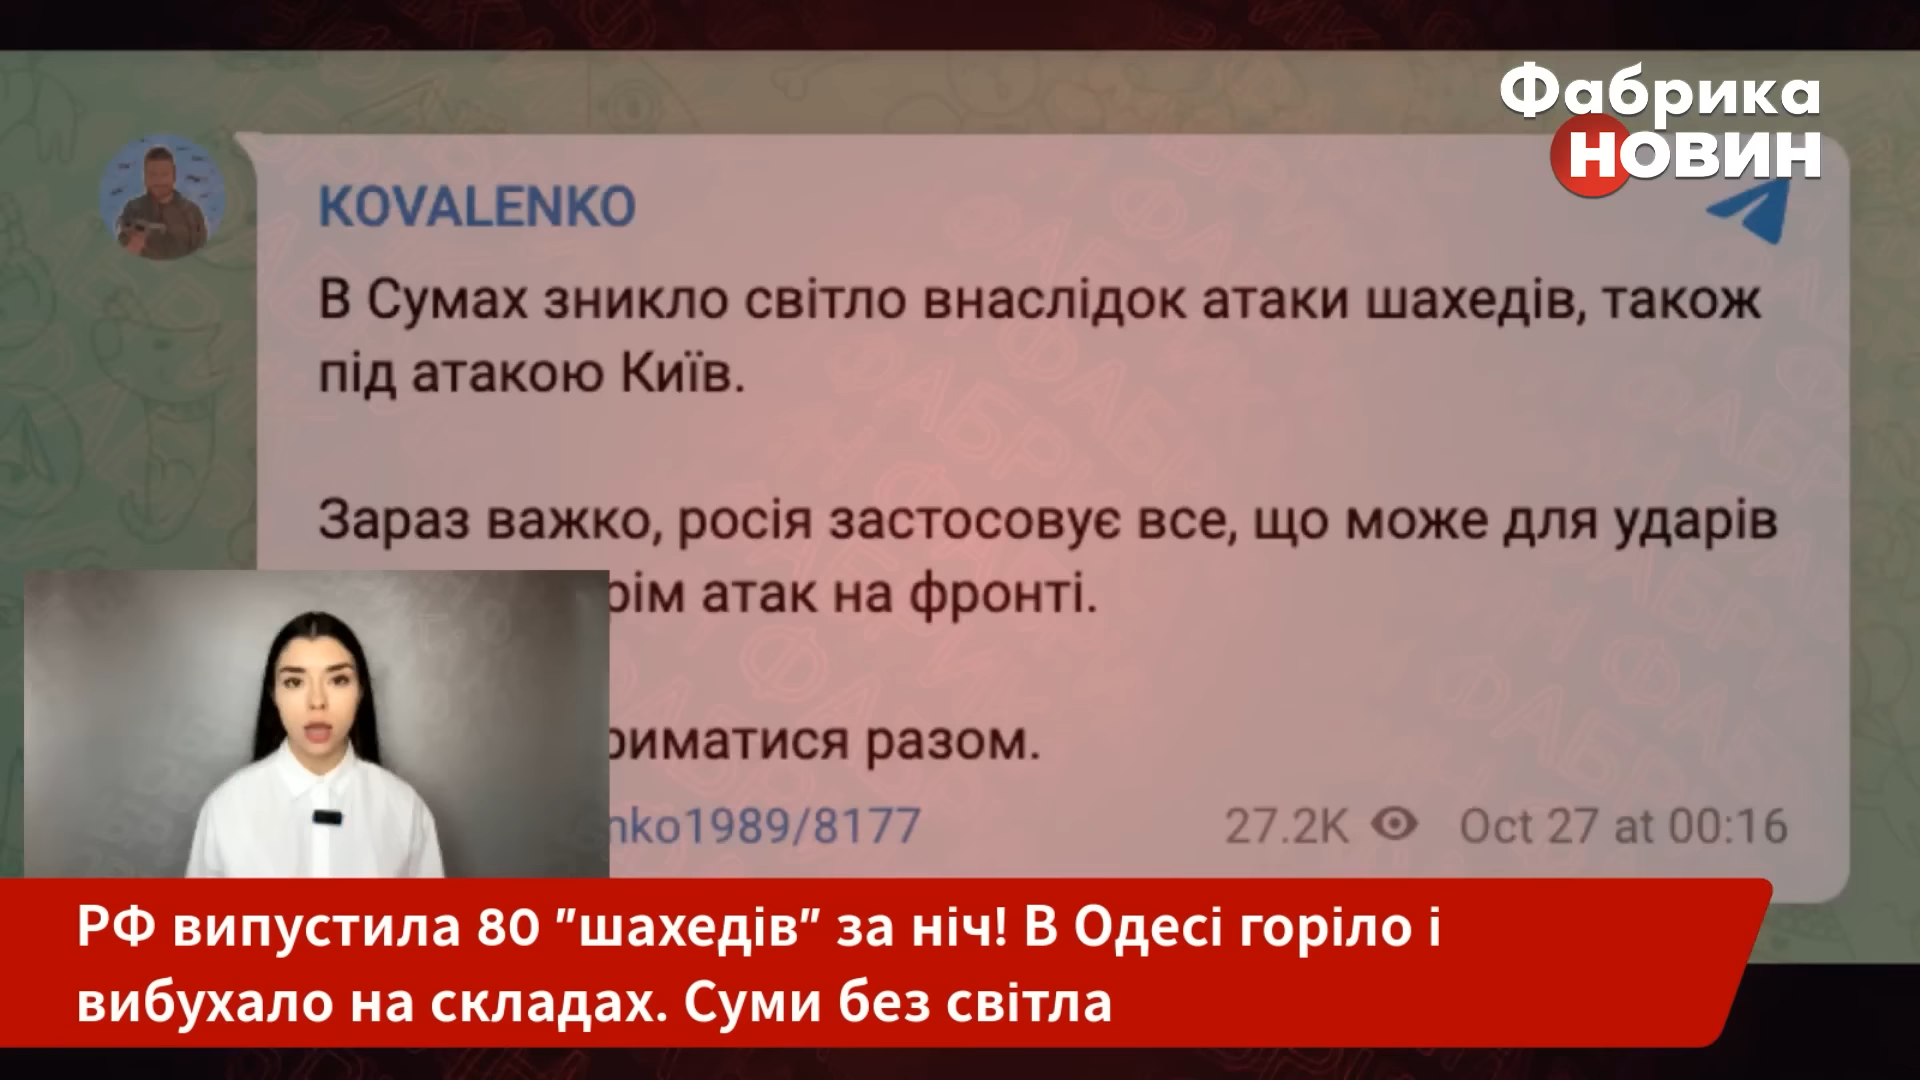 Фабрика
новин
KOVALENKO
В Сумах зникло світло внаслідок атаки шахедів, також
під атакою Київ.
Зараз важко, росія застосовує все, що може для ударів
атак на фронті.
разом.
nko1989/8177 27.2K Oct 27 at 00:16
РФ випустила 80 "шахедів" за ніч! В Одесі горіло і
вибухало на складах. Суми без світла